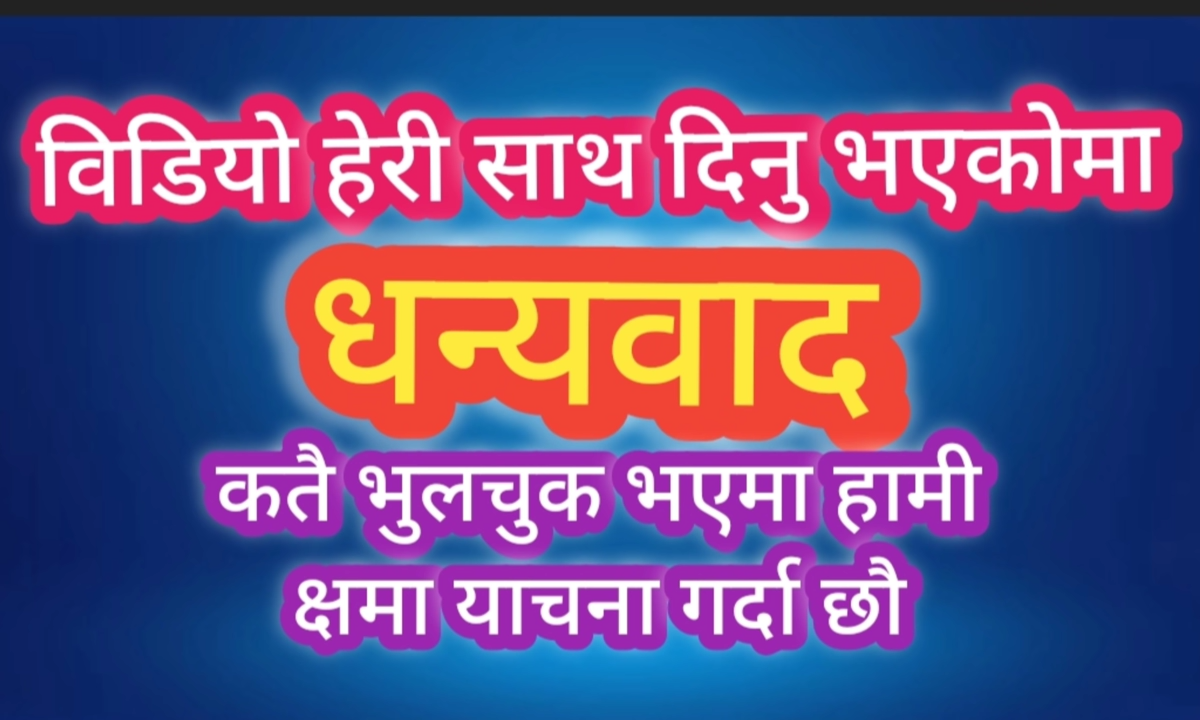 विडियो हेरी साथ दिनु भएकोमा
धन्यवाद
कतै भुलचुक भएमा हामी
क्षमा याचना गर्दा छौ